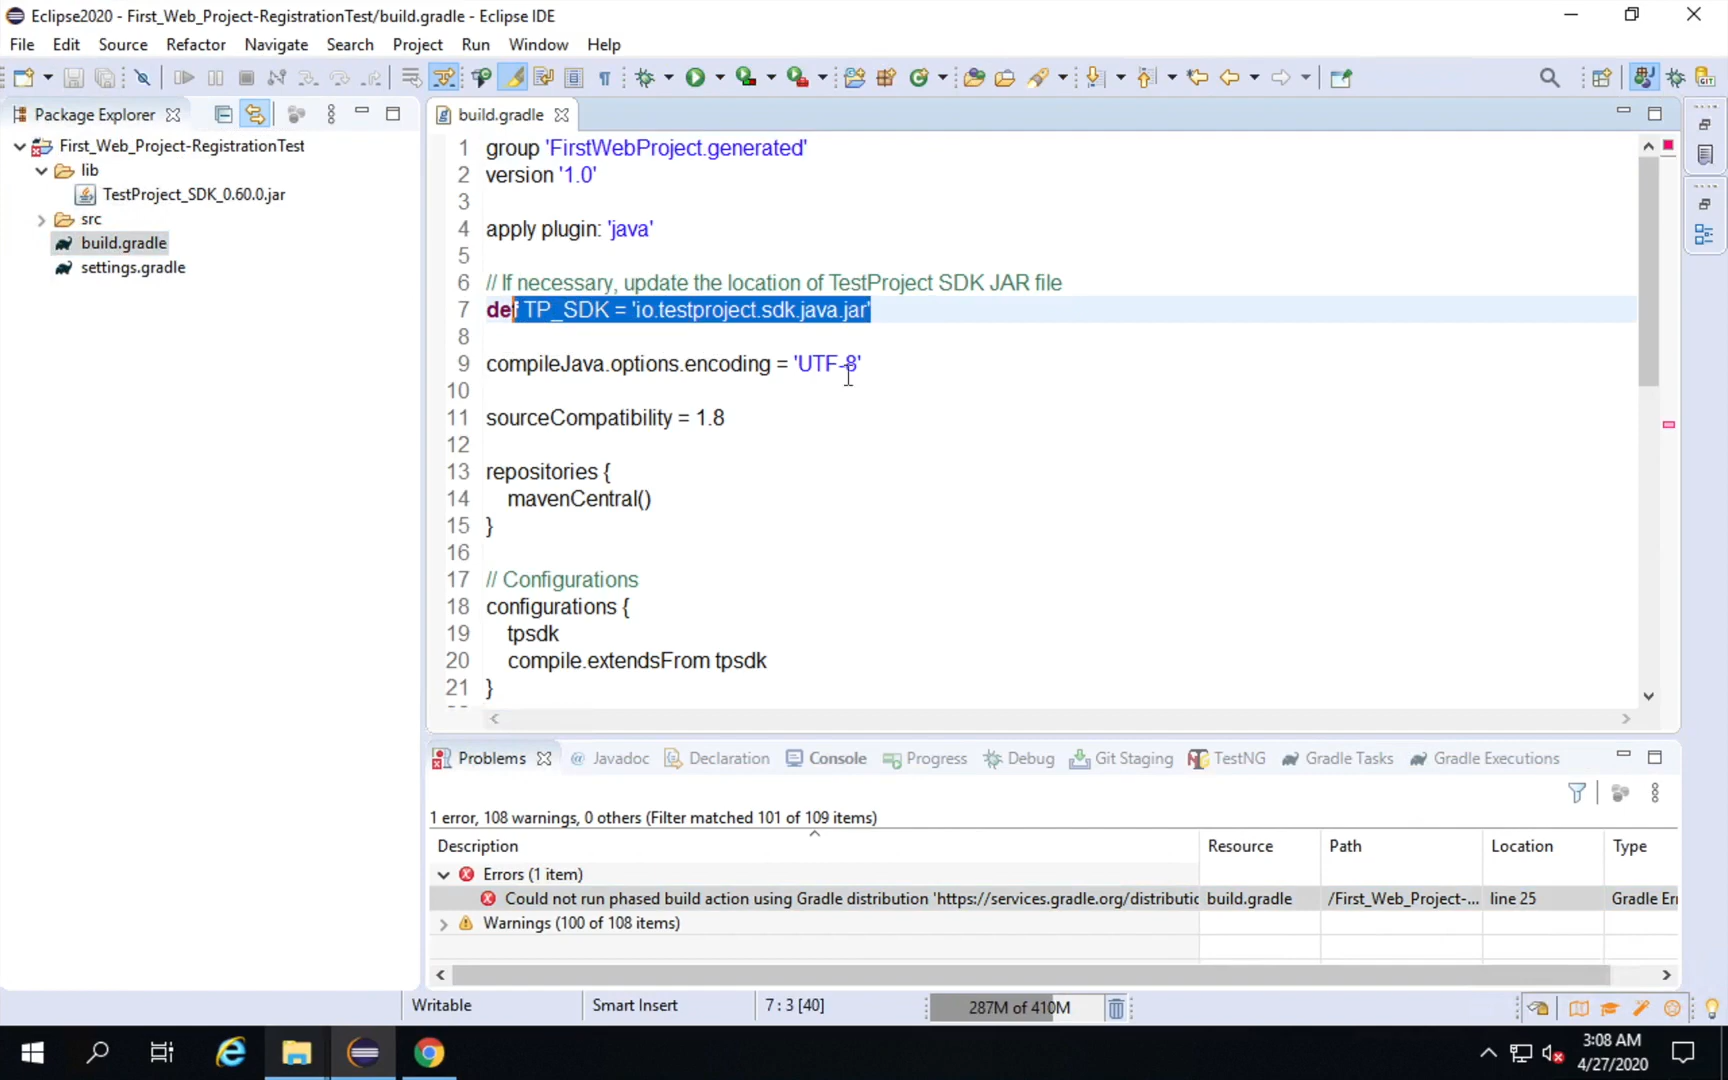 Eclipse2020 - First_Web_Project-RegistrationTest/build.gradle - Eclipse IDE
File Edit Source Refactor Navigate Search Project Run Window Help
Package Explorer
build.gradle
First_Web_Project-RegistrationTest
lib
TestProject_SDK_0.60.0.jar
src
build.gradle
settings.gradle
1 group 'FirstWebProject.generated'
2 version '1.0'
3
4 apply plugin: 'java'
5
6 // If necessary, update the location of TestProject SDK JAR file
7 def TP_SDK = 'io.testproject.sdk.java.jar'
8
9 compileJava.options.encoding = 'UTF-8'
10
11 sourceCompatibility = 1.8
12
13 repositories {
14 mavenCentral()
15 }
16
17 // Configurations
18 configurations {
19 tpsdk
20 compile.extendsFrom tpsdk
21 }
Problems @ Javadoc Declaration Console Progress Debug Git Staging TestNG Gradle Tasks Gradle Executions
1 error, 108 warnings, 0 others (Filter matched 101 of 109 items)
Description Resource Path Location Type
Errors (1 item)
Could not run phased build action using Gradle distribution 'https://services.gradle.org/distributic build.gradle /First_Web_Project-... line 25 Gradle Err
Warnings (100 of 108 items)
Writable Smart Insert 7 : 3 [40] 287M of 410M
3:08 AM
4/27/2020